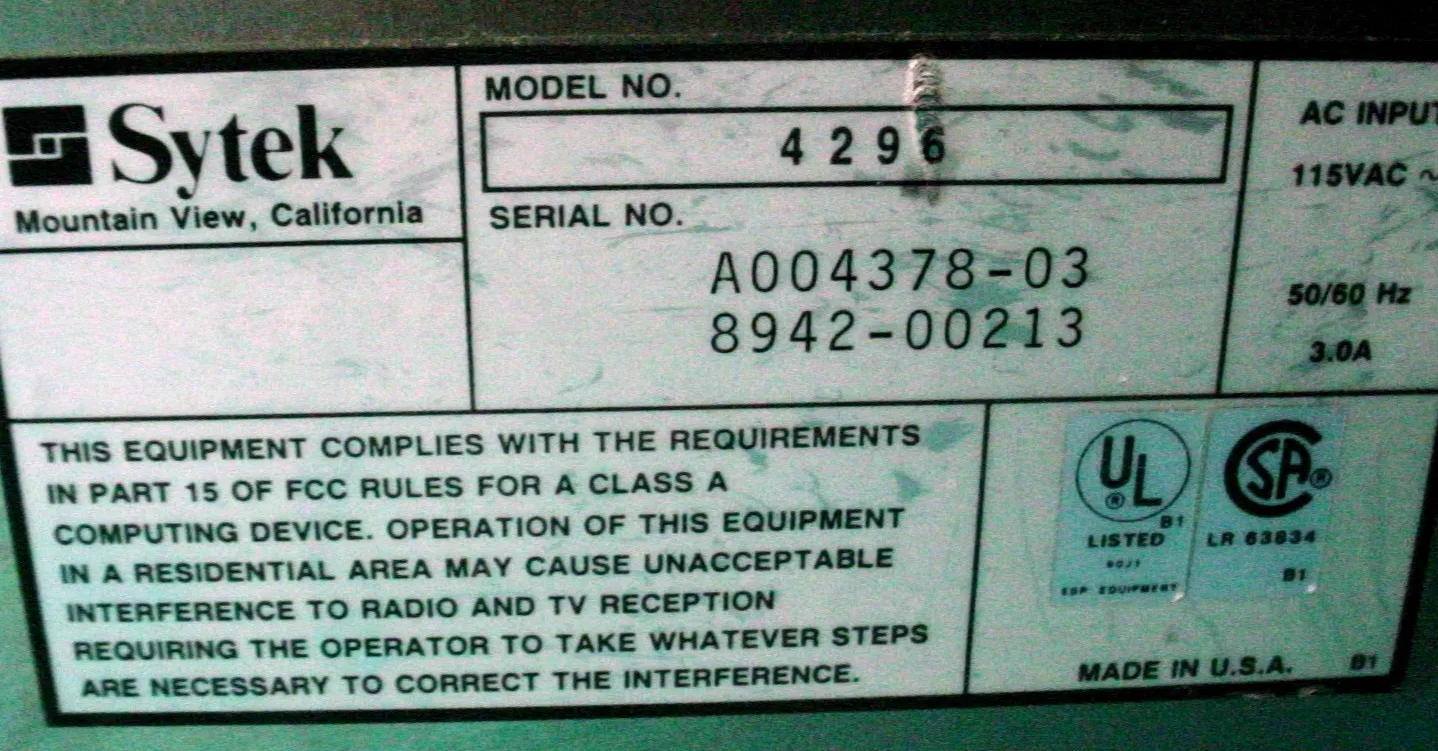 Sytek
Mountain View, California
MODEL NO.
4296
SERIAL NO.
A004378-03
8942-00213
AC INPUT
115VAC ~
50/60 Hz
3.0A
THIS EQUIPMENT COMPLIES WITH THE REQUIREMENTS
IN PART 15 OF FCC RULES FOR A CLASS A
COMPUTING DEVICE. OPERATION OF THIS EQUIPMENT
IN A RESIDENTIAL AREA MAY CAUSE UNACCEPTABLE
INTERFERENCE TO RADIO AND TV RECEPTION
REQUIRING THE OPERATOR TO TAKE WHATEVER STEPS
ARE NECESSARY TO CORRECT THE INTERFERENCE.
UL ®
B1
LISTED
EQUIPMENT
CSA ®
LR 63834
B1
MADE IN U.S.A. B1